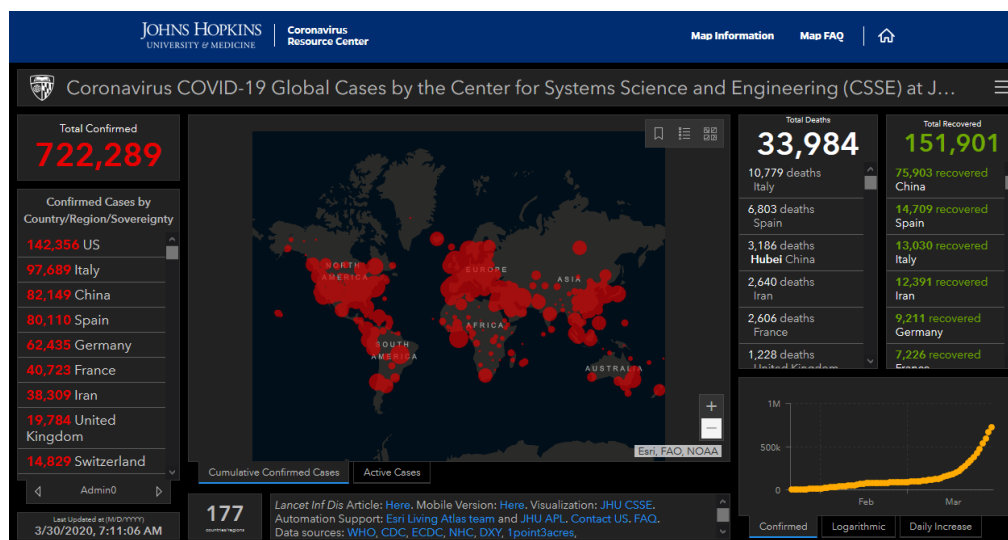 JOHNS HOPKINS
UNIVERSITY & MEDICINE
Coronavirus
Resource Center
Map Information
Map FAQ
Coronavirus COVID-19 Global Cases by the Center for Systems Science and Engineering (CSSE) at J...
Total Confirmed
722,289
Confirmed Cases by
Country/Region/Sovereignty
142,356 US
97,689 Italy
82,149 China
80,110 Spain
62,435 Germany
40,723 France
38,309 Iran
19,784 United
Kingdom
14,829 Switzerland
Admin0
Last Updated at (M/D/YYYY)
3/30/2020, 7:11:06 AM
NORTH
AMERICA
EUROPE
ASIA
AFRICA
SOUTH
AMERICA
AUSTRALIA
+
−
Esri, FAO, NOAA
Cumulative Confirmed Cases
Active Cases
177
countries/regions
Lancet Inf Dis Article: Here. Mobile Version: Here. Visualization: JHU CSSE.
Automation Support: Esri Living Atlas team and JHU APL. Contact US. FAQ.
Data sources: WHO, CDC, ECDC, NHC, DXY, 1point3acres,
Total Deaths
33,984
10,779 deaths
Italy
6,803 deaths
Spain
3,186 deaths
Hubei China
2,640 deaths
Iran
2,606 deaths
France
1,228 deaths
United Kingdom
Total Recovered
151,901
75,903 recovered
China
14,709 recovered
Spain
13,030 recovered
Italy
12,391 recovered
Iran
9,211 recovered
Germany
7,226 recovered
France
1M
500k
0
Feb
Mar
Confirmed
Logarithmic
Daily Increase